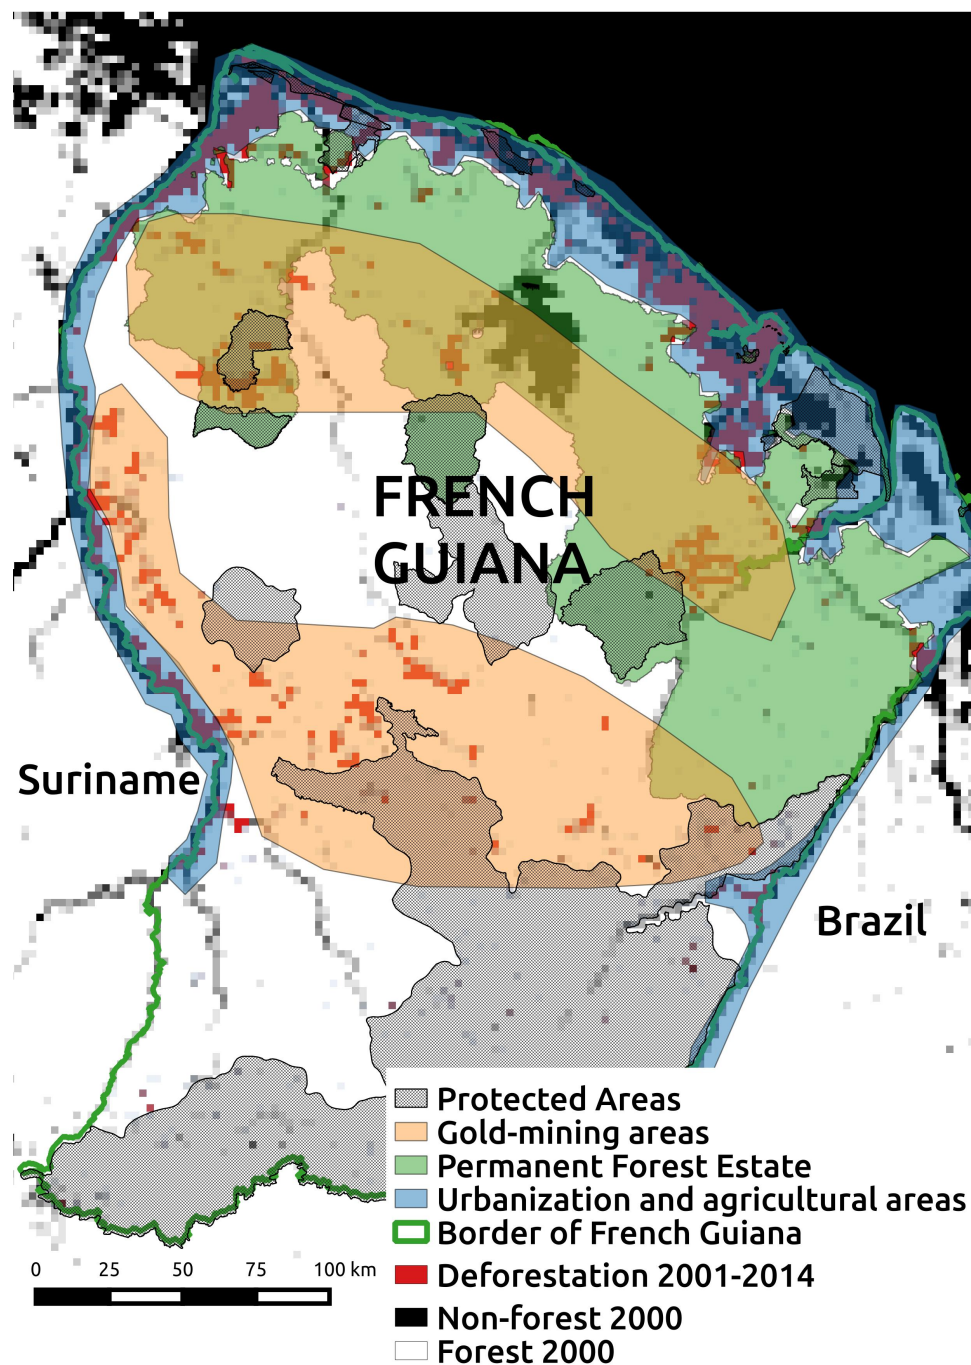 FRENCH
GUIANA
Suriname
Brazil
Protected Areas
Gold-mining areas
Permanent Forest Estate
Urbanization and agricultural areas
Border of French Guiana
0 25 50 75 100 km
Deforestation 2001-2014
Non-forest 2000
Forest 2000